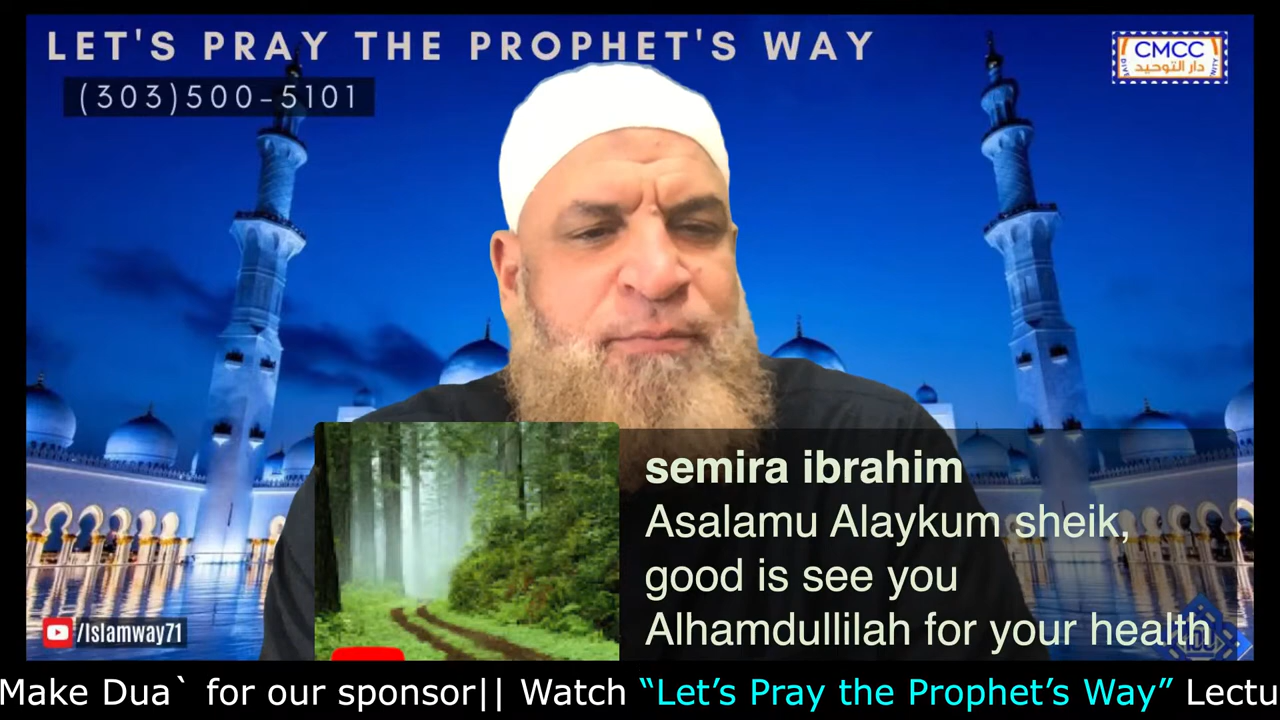 LET'S PRAY THE PROPHET'S WAY
(303)500-5101
CMCC
دار التوحيد
semira ibrahim
Asalamu Alaykum sheik,
good is see you
Alhamdullilah for your health
/Islamway71
Make Dua` for our sponsor|| Watch “Let’s Pray the Prophet’s Way” Lectu